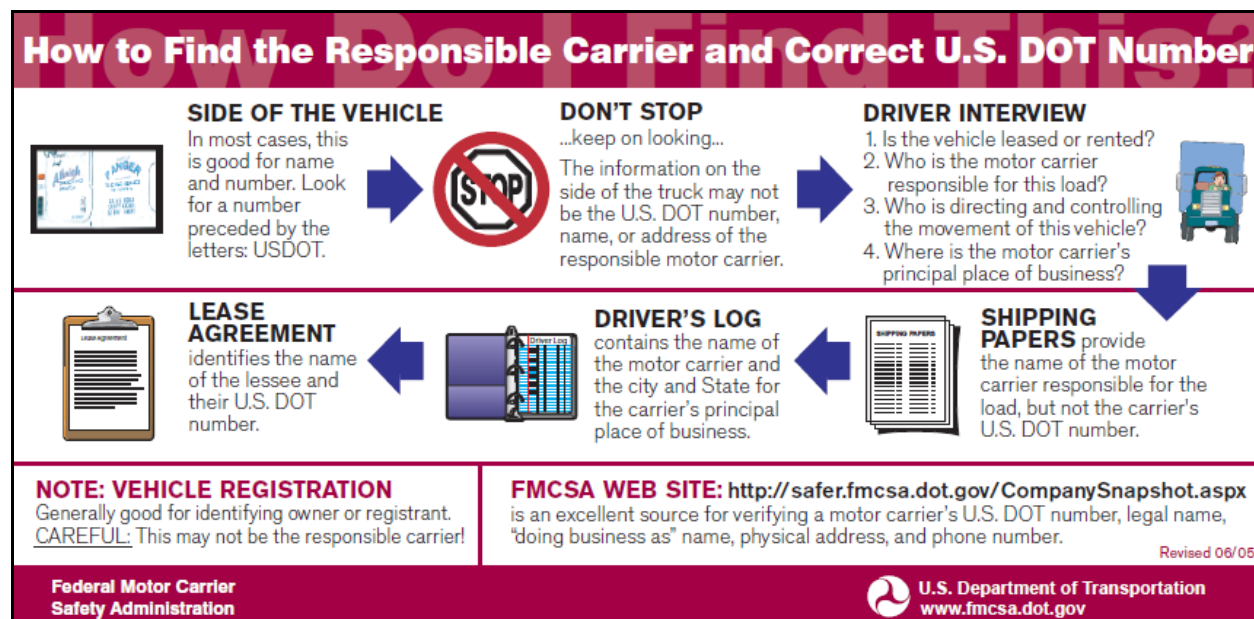 How to Find the Responsible Carrier and Correct U.S. DOT Number
How Do I Find This?
SIDE OF THE VEHICLE
In most cases, this
is good for name
and number. Look
for a number
preceded by the
letters: USDOT.
STOP
DON'T STOP
...keep on looking...
The information on the
side of the truck may not
be the U.S. DOT number,
name, or address of the
responsible motor carrier.
DRIVER INTERVIEW
1. Is the vehicle leased or rented?
2. Who is the motor carrier
responsible for this load?
3. Who is directing and controlling
the movement of this vehicle?
4. Where is the motor carrier's
principal place of business?
SHIPPING PAPERS
SHIPPING
PAPERS provide
the name of the motor
carrier responsible for the
load, but not the carrier's
U.S. DOT number.
Driver Log
DRIVER'S LOG
contains the name of
the motor carrier and
the city and State for
the carrier's principal
place of business.
Lease Agreement
LEASE
AGREEMENT
identifies the name
of the lessee and
their U.S. DOT
number.
NOTE: VEHICLE REGISTRATION
Generally good for identifying owner or registrant.
CAREFUL: This may not be the responsible carrier!
FMCSA WEB SITE: http://safer.fmcsa.dot.gov/CompanySnapshot.aspx
is an excellent source for verifying a motor carrier's U.S. DOT number, legal name,
"doing business as" name, physical address, and phone number.
Revised 06/05
Federal Motor Carrier
Safety Administration
U.S. Department of Transportation
www.fmcsa.dot.gov